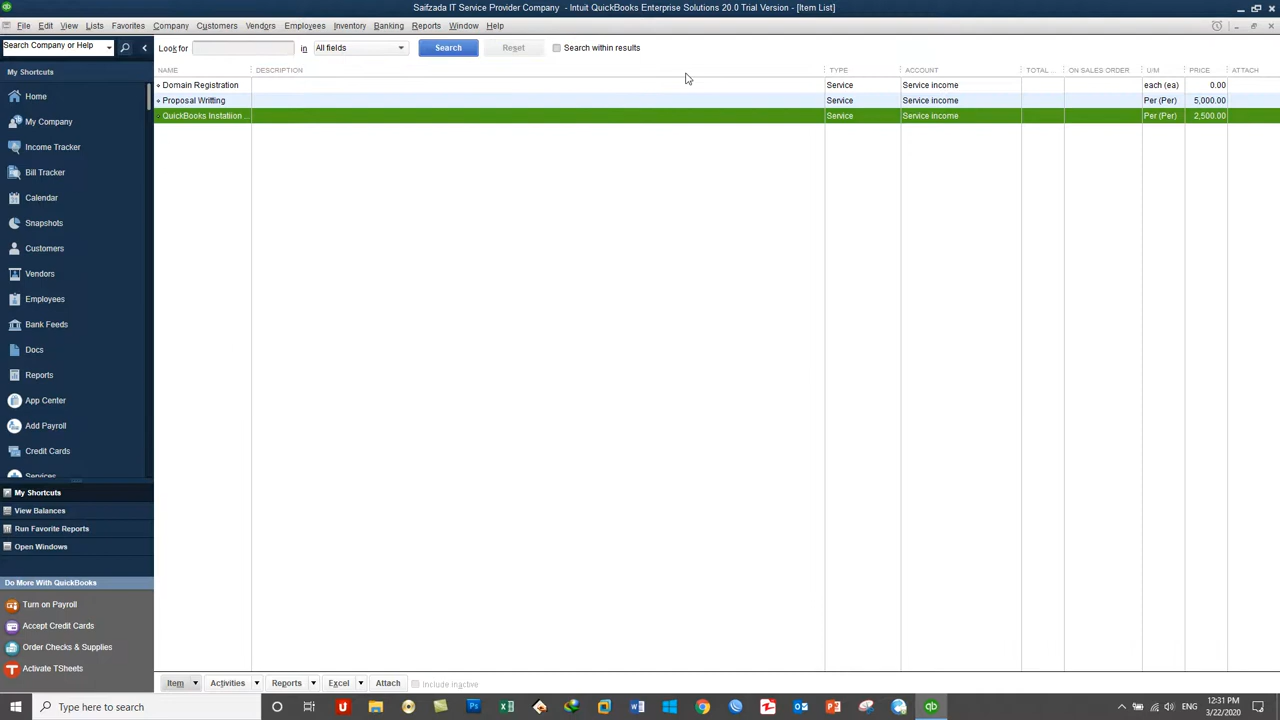 Saifzada IT Service Provider Company - Intuit QuickBooks Enterprise Solutions 20.0 Trial Version - [Item List]
File Edit View Lists Favorites Company Customers Vendors Employees Inventory Banking Reports Window Help
Search Company or Help
Look for in All fields Search Reset Search within results
My Shortcuts
Home
My Company
Income Tracker
Bill Tracker
Calendar
Snapshots
Customers
Vendors
Employees
Bank Feeds
Docs
Reports
App Center
Add Payroll
Credit Cards
Services
My Shortcuts
View Balances
Run Favorite Reports
Open Windows
Do More With QuickBooks
Turn on Payroll
Accept Credit Cards
Order Checks & Supplies
Activate TSheets
NAME DESCRIPTION TYPE ACCOUNT TOTAL ... ON SALES ORDER U/M PRICE ATTACH
Domain Registration Service Service income each (ea) 0.00
Proposal Writting Service Service income Per (Per) 5,000.00
QuickBooks Instatiion ... Service Service income Per (Per) 2,500.00
Item Activities Reports Excel Attach Include inactive
Type here to search
12:31 PM
3/22/2020